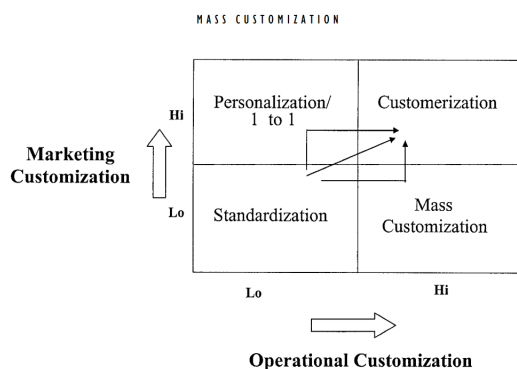 MASS CUSTOMIZATION
Personalization/
1 to 1
Customerization
Hi
Marketing
Customization
Lo
Standardization
Mass
Customization
Lo
Hi
Operational Customization